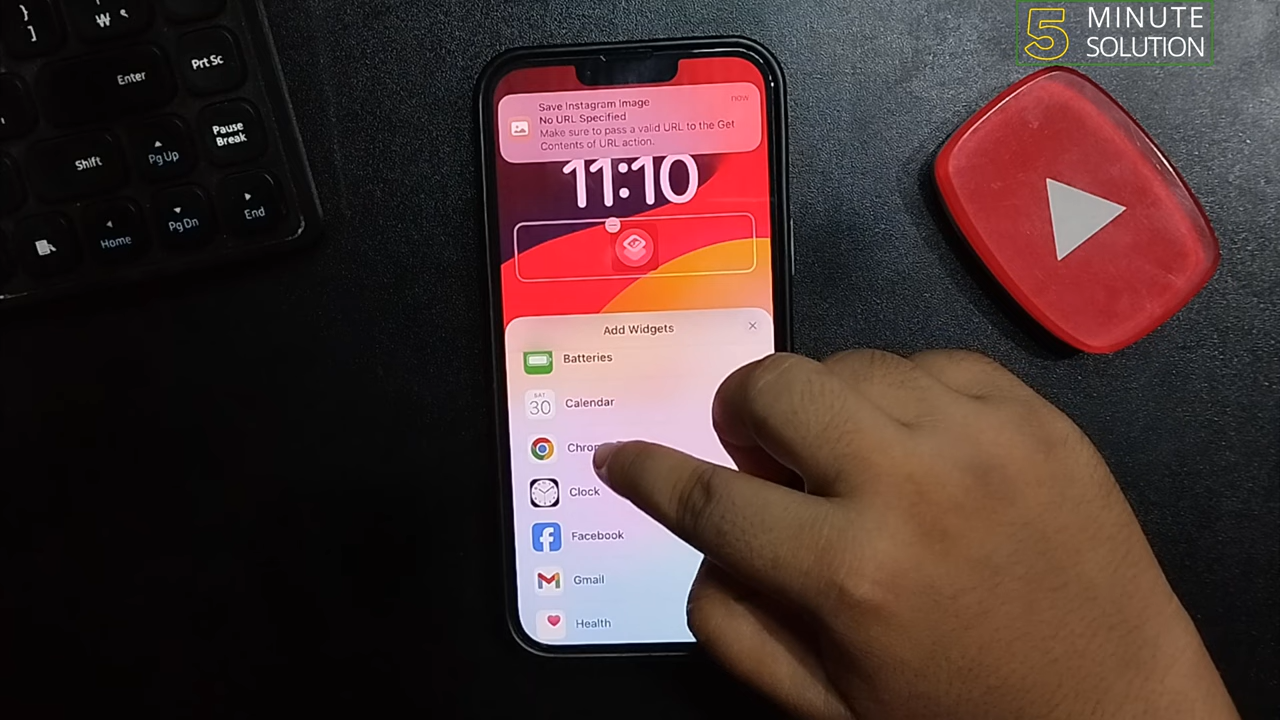 5 MINUTE
SOLUTION
}
]
₩
Enter
Prt Sc
Shift
Pg Up
Pause
Break
Home
Pg Dn
End
Save Instagram Image
now
No URL Specified
Make sure to pass a valid URL to the Get
Contents of URL action.
11:10
Add Widgets
Batteries
SAT
30
Calendar
Clock
Facebook
Gmail
Health